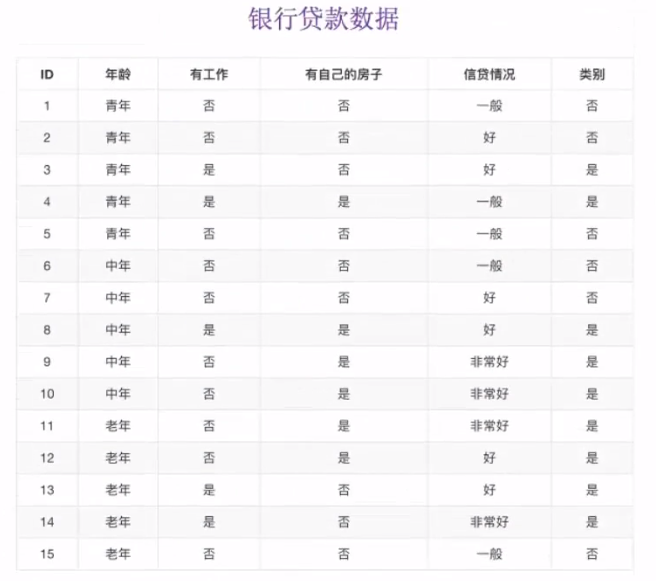 银行贷款数据
ID 年龄 有工作 有自己的房子 信贷情况 类别
1 青年 否 否 一般 否
2 青年 否 否 好 否
3 青年 是 否 好 是
4 青年 是 是 一般 是
5 青年 否 否 一般 否
6 中年 否 否 一般 否
7 中年 否 否 好 否
8 中年 是 是 好 是
9 中年 否 是 非常好 是
10 中年 否 是 非常好 是
11 老年 否 是 非常好 是
12 老年 否 是 好 是
13 老年 是 否 好 是
14 老年 是 否 非常好 是
15 老年 否 否 一般 否